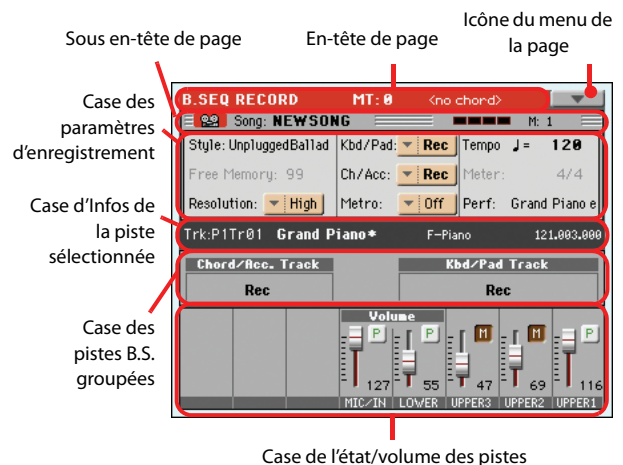 Icône du menu de la page
Sous en-tête de page
En-tête de page
Case des paramètres d'enregistrement
Case d'Infos de la piste sélectionnée
Case des pistes B.S. groupées
B.SEQ RECORD MT: 0 <no chord>
Song: NEWSONG M: 1
Style: UnpluggedBallad Kbd/Pad: Rec Tempo ♩= 120
Free Memory: 99 Ch/Acc: Rec Meter: 4/4
Resolution: High Metro: Off Perf: Grand Piano e
Trk:P1Tr01 Grand Piano* F-Piano 121.003.000
Chord/Acc. Track Kbd/Pad Track
Rec Rec
Volume
P P M M P
127 55 47 69 116
MIC/IN LOWER UPPER3 UPPER2 UPPER1
Case de l'état/volume des pistes